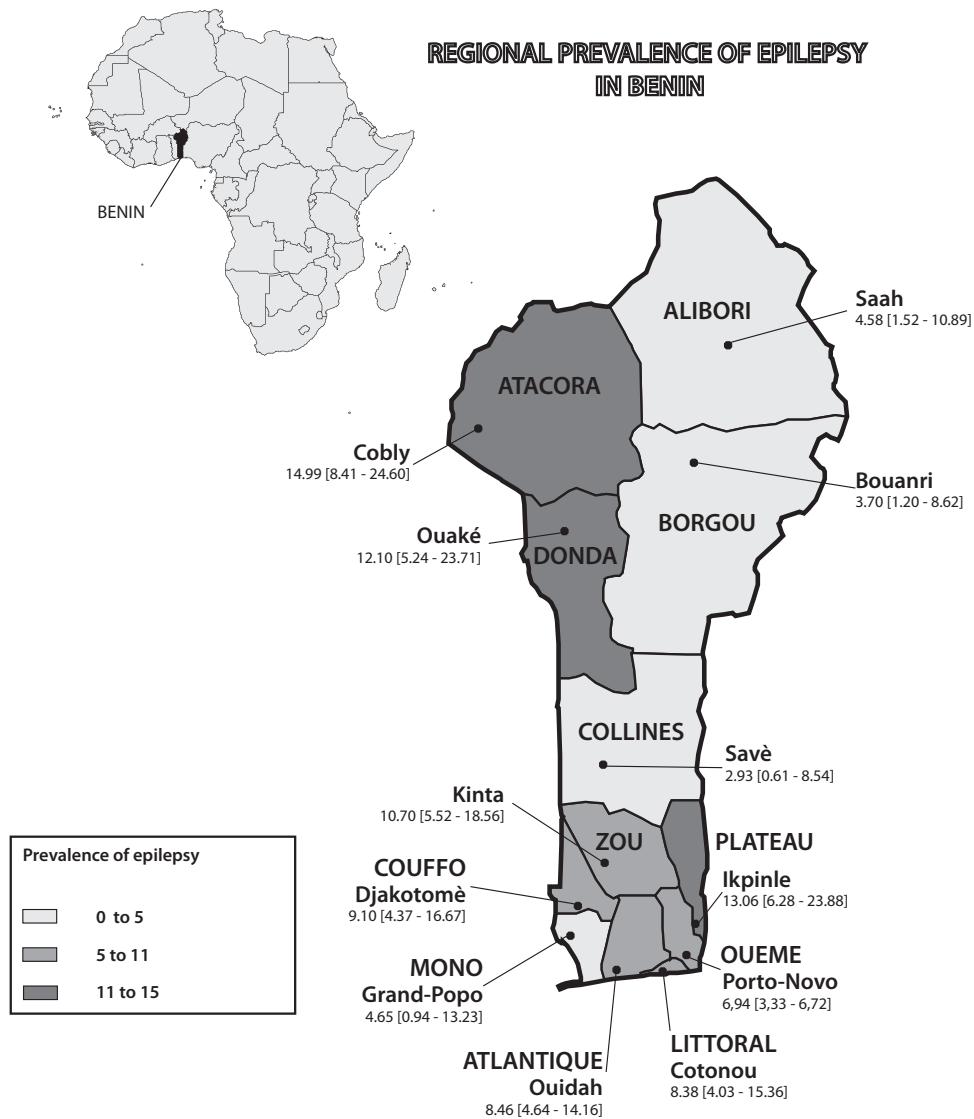 REGIONAL PREVALENCE OF EPILEPSY
IN BENIN
BENIN
ALIBORI
Saah
4.58 [1.52 - 10.89]
ATACORA
Cobly
14.99 [8.41 - 24.60]
Bouanri
3.70 [1.20 - 8.62]
BORGOU
Ouaké
12.10 [5.24 - 23.71]
DONDA
COLLINES
Savè
2.93 [0.61 - 8.54]
Kinta
10.70 [5.52 - 18.56]
ZOU
PLATEAU
Ikpinle
13.06 [6.28 - 23.88]
COUFFO
Djakotomè
9.10 [4.37 - 16.67]
OUEME
Porto-Novo
6,94 [3,33 - 6,72]
MONO
Grand-Popo
4.65 [0.94 - 13.23]
LITTORAL
Cotonou
8.38 [4.03 - 15.36]
ATLANTIQUE
Ouidah
8.46 [4.64 - 14.16]
Prevalence of epilepsy
0 to 5
5 to 11
11 to 15